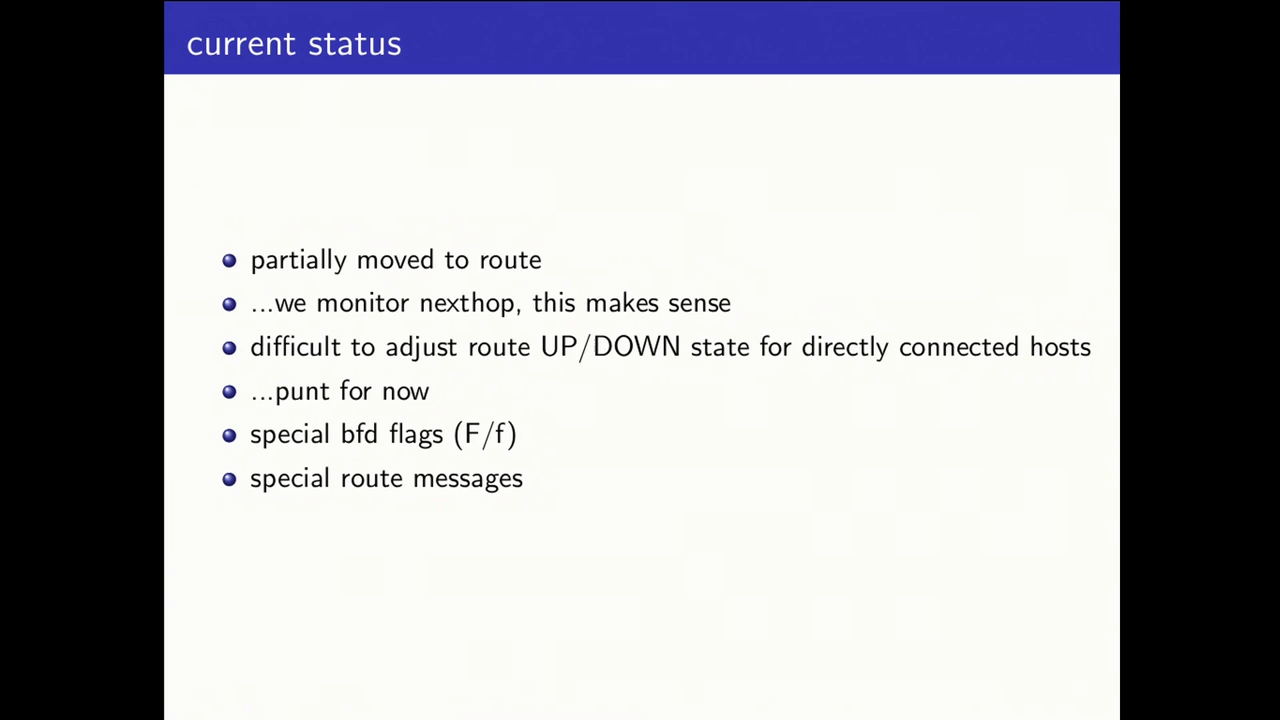 current status
partially moved to route
...we monitor nexthop, this makes sense
difficult to adjust route UP/DOWN state for directly connected hosts
...punt for now
special bfd flags (F/f)
special route messages